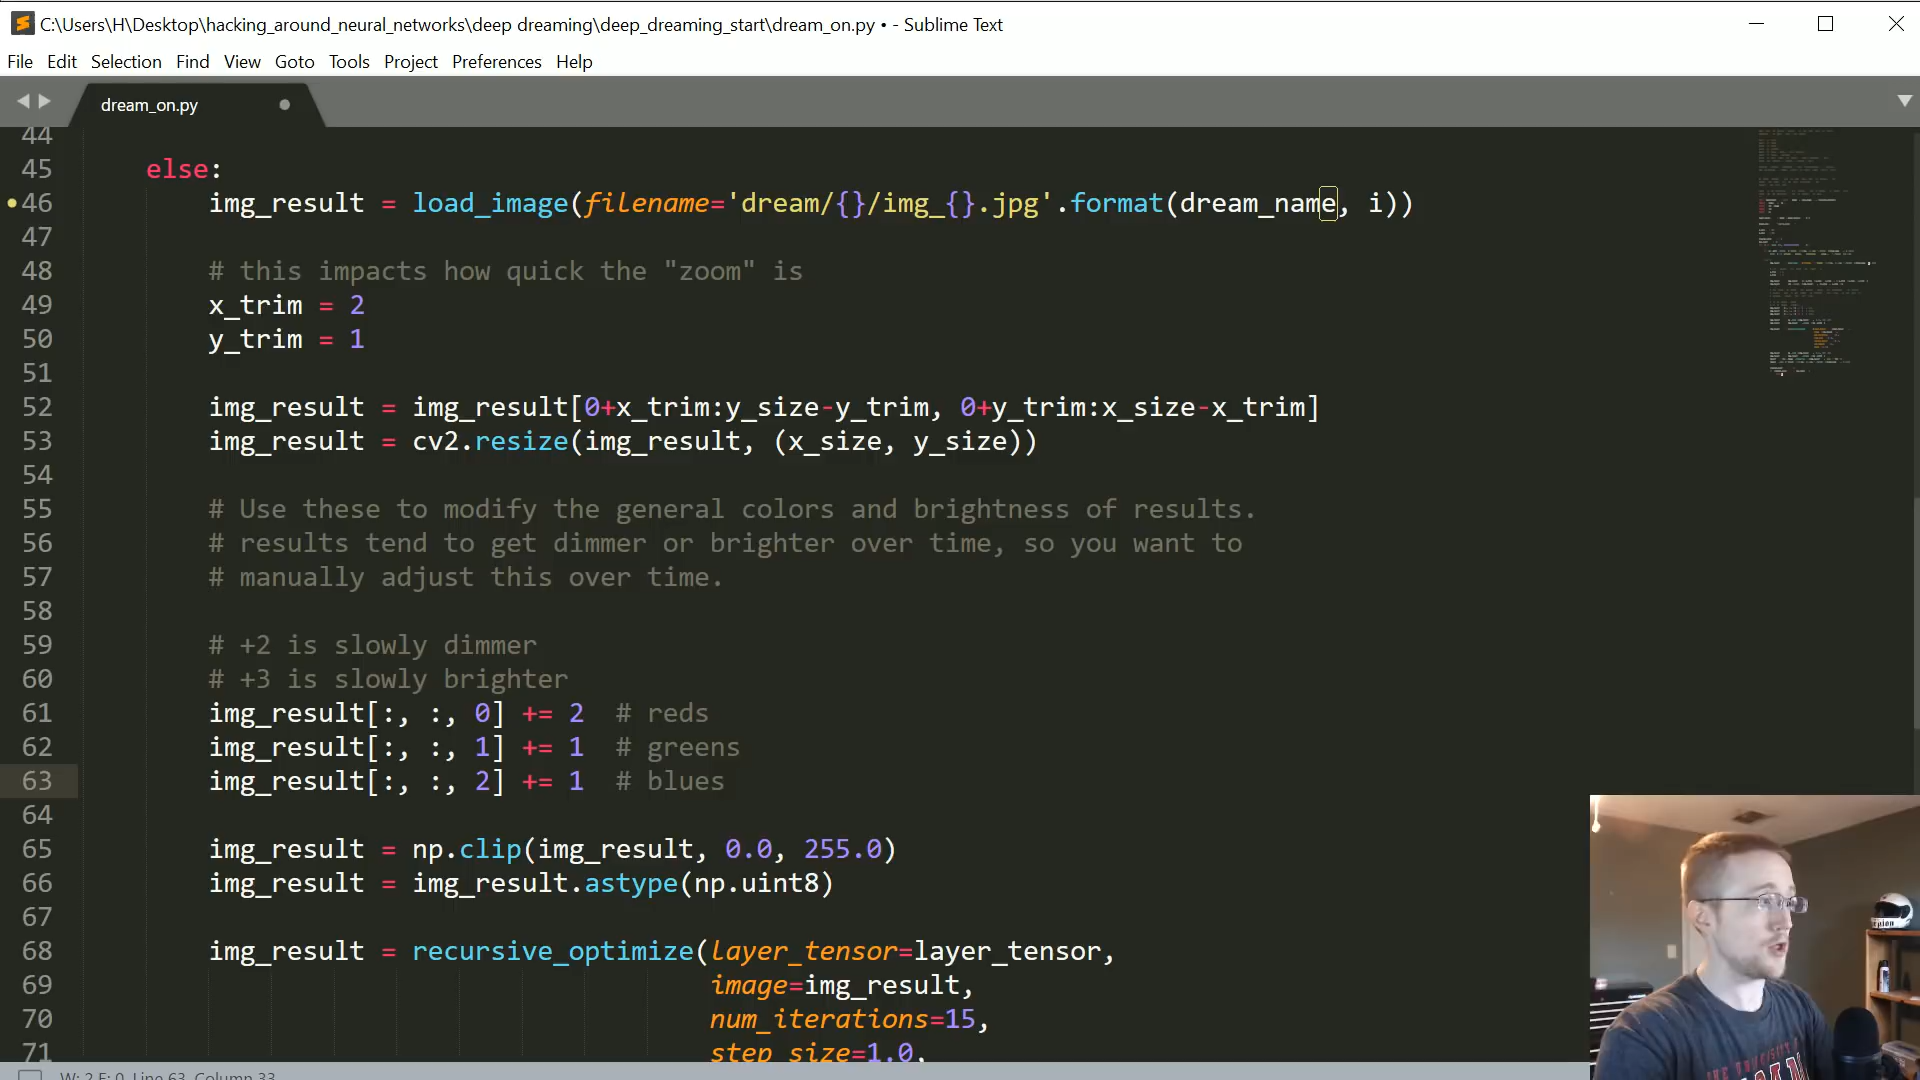 C:\Users\H\Desktop\hacking_around_neural_networks\deep dreaming\deep_dreaming_start\dream_on.py • - Sublime Text
File Edit Selection Find View Goto Tools Project Preferences Help
dream_on.py
44
45 else:
46 img_result = load_image(filename='dream/{}/img_{}.jpg'.format(dream_name, i))
47
48 # this impacts how quick the "zoom" is
49 x_trim = 2
50 y_trim = 1
51
52 img_result = img_result[0+x_trim:y_size-y_trim, 0+y_trim:x_size-x_trim]
53 img_result = cv2.resize(img_result, (x_size, y_size))
54
55 # Use these to modify the general colors and brightness of results.
56 # results tend to get dimmer or brighter over time, so you want to
57 # manually adjust this over time.
58
59 # +2 is slowly dimmer
60 # +3 is slowly brighter
61 img_result[:, :, 0] += 2 # reds
62 img_result[:, :, 1] += 1 # greens
63 img_result[:, :, 2] += 1 # blues
64
65 img_result = np.clip(img_result, 0.0, 255.0)
66 img_result = img_result.astype(np.uint8)
67
68 img_result = recursive_optimize(layer_tensor=layer_tensor,
69 image=img_result,
70 num_iterations=15,
71 step_size=1.0,
W: 2 E: 0, Line 63, Column 33